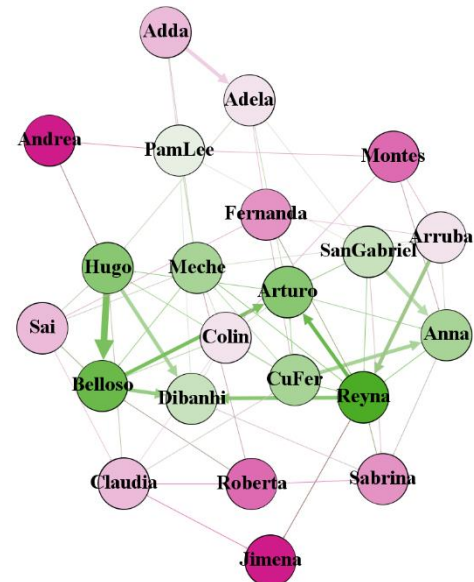 Adda
Adela
Andrea
PamLee
Montes
Fernanda
Arruba
SanGabriel
Hugo
Meche
Arturo
Sai
Colin
Anna
Belloso
CuFer
Dibanhi
Reyna
Claudia
Roberta
Sabrina
Jimena